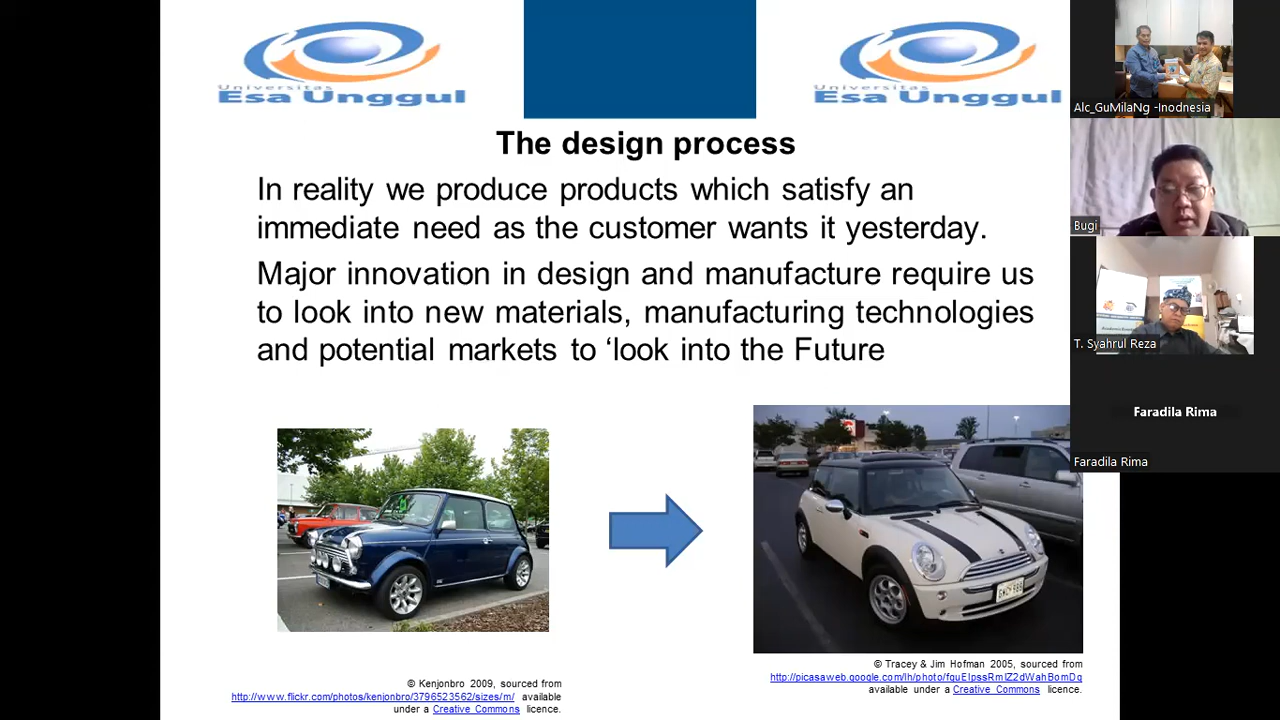 Universitas
Esa Unggul
Universitas
Esa Unggul
The design process
In reality we produce products which satisfy an
immediate need as the customer wants it yesterday.
Major innovation in design and manufacture require us
to look into new materials, manufacturing technologies
and potential markets to ‘look into the Future
© Kenjonbro 2009, sourced from
http://www.flickr.com/photos/kenjonbro/3796523562/sizes/m/ available
under a Creative Commons licence.
© Tracey & Jim Hofman 2005, sourced from
available under a Creative Commons licence.
Alc_GuMilaNg -Inodnesia
Bugi
T. Syahrul Reza
Faradila Rima
Faradila Rima